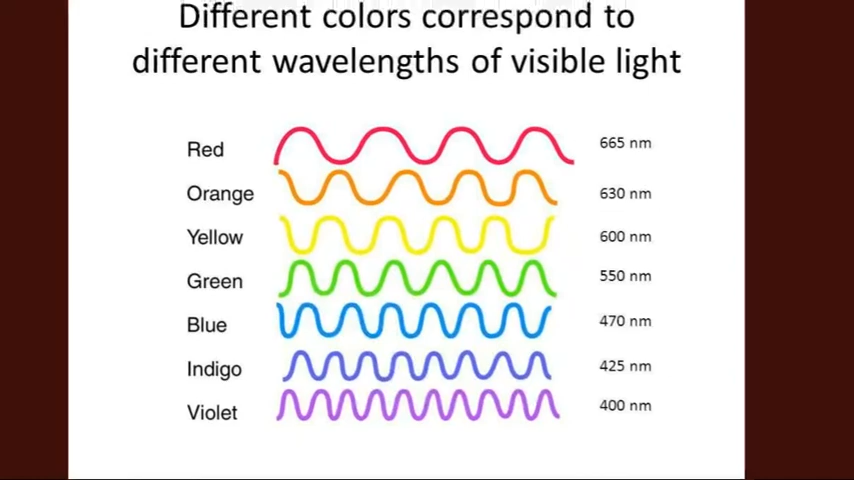 Different colors correspond to
different wavelengths of visible light
Red 665 nm
Orange 630 nm
Yellow 600 nm
Green 550 nm
Blue 470 nm
Indigo 425 nm
Violet 400 nm